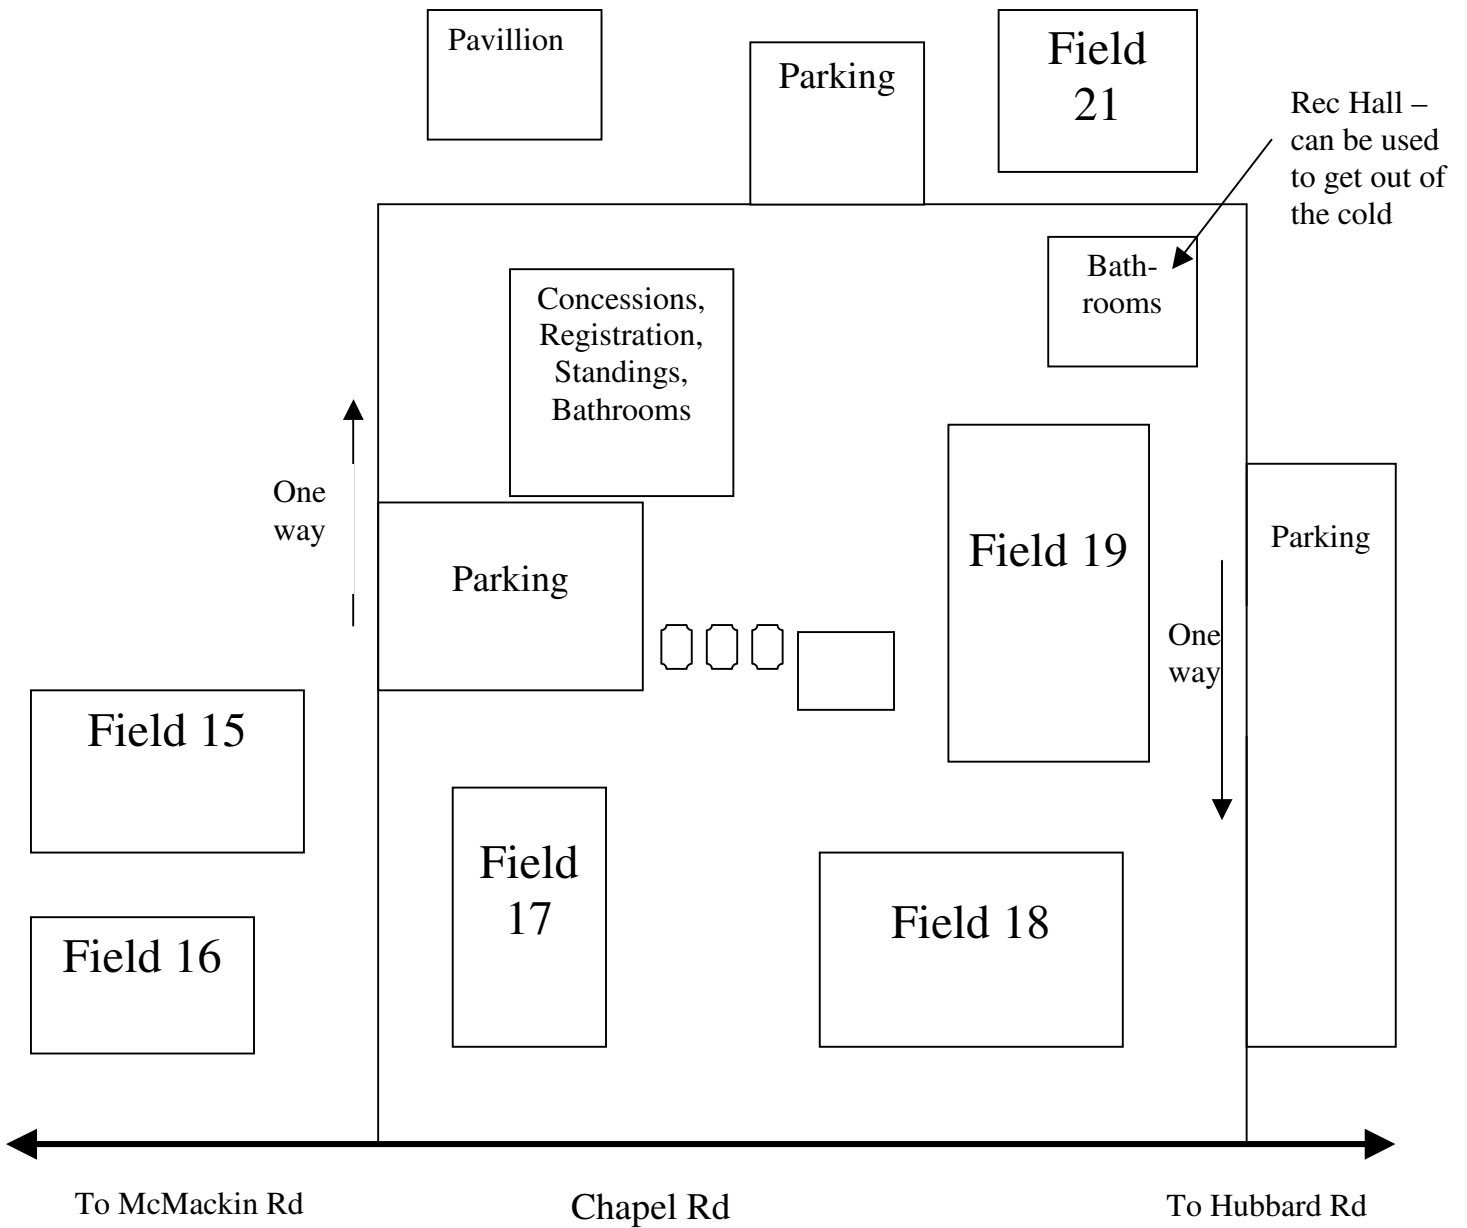 Pavillion
Parking
Field
21
Rec Hall –
can be used
to get out of
the cold
Bath-
rooms
Concessions,
Registration,
Standings,
Bathrooms
One
way
Parking
Field 19
Parking
One
way
Field 15
Field
17
Field 18
Field 16
To McMackin Rd
Chapel Rd
To Hubbard Rd